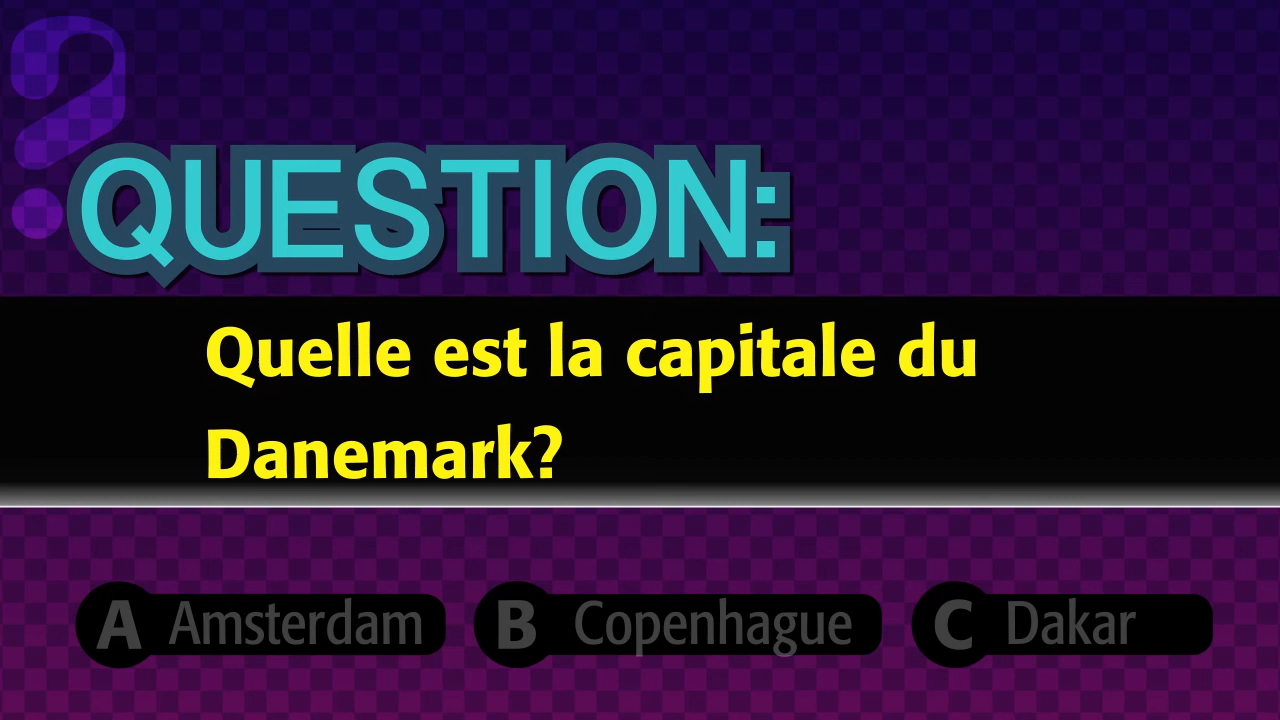 QUESTION:
Quelle est la capitale du
Danemark?
A Amsterdam B Copenhague C Dakar